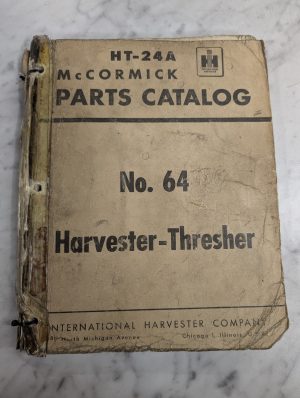 HT-24A
McCORMICK
PARTS CATALOG
No. 64
Harvester-Thresher
INTERNATIONAL HARVESTER COMPANY
Michigan Avenue Chicago 1, Illinois, U.